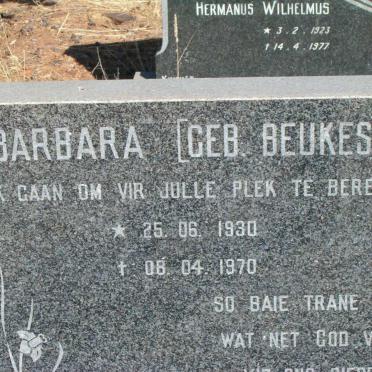 HERMANUS WILHELMUS
★ 3. 2. 1923
† 14. 4. 1977
BARBARA [GEB. BEUKES
GAAN OM VIR JULLE PLEK TE BERE
★ 25. 06. 1930
† 08. 04. 1970
SO BAIE TRANE
WAT NET GOD